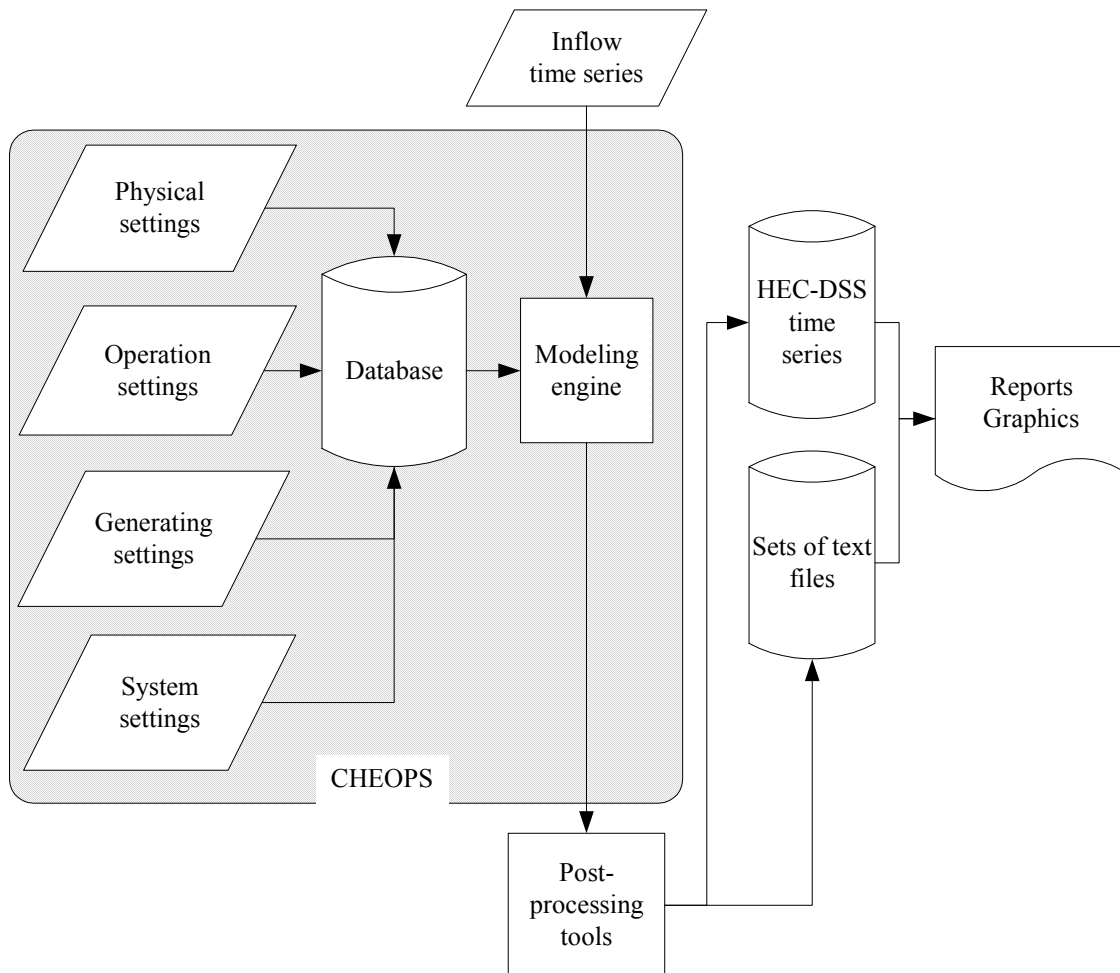 Inflow
time series
Physical
settings
Operation
settings
Database
Modeling
engine
HEC-DSS
time
series
Reports
Graphics
Generating
settings
Sets of text
files
System
settings
CHEOPS
Post-
processing
tools